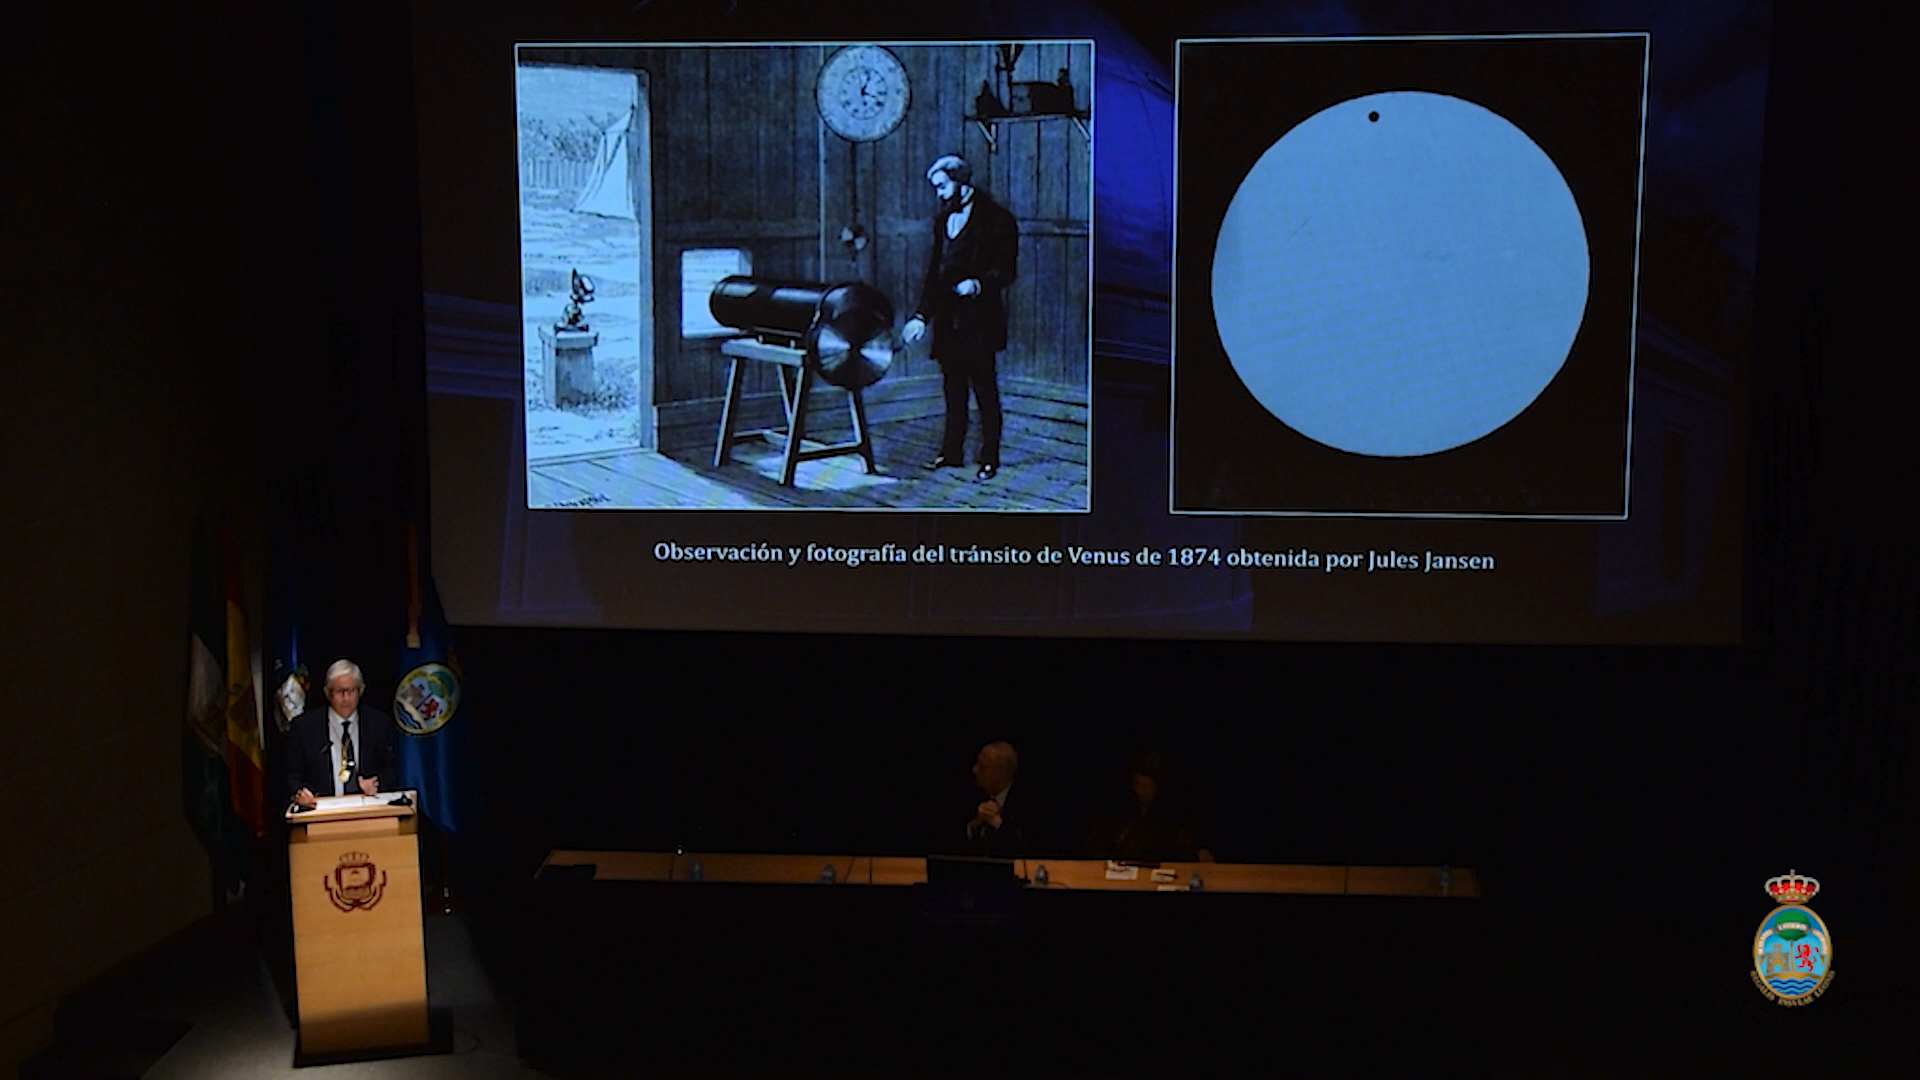 Observación y fotografía del tránsito de Venus de 1874 obtenida por Jules Jansen